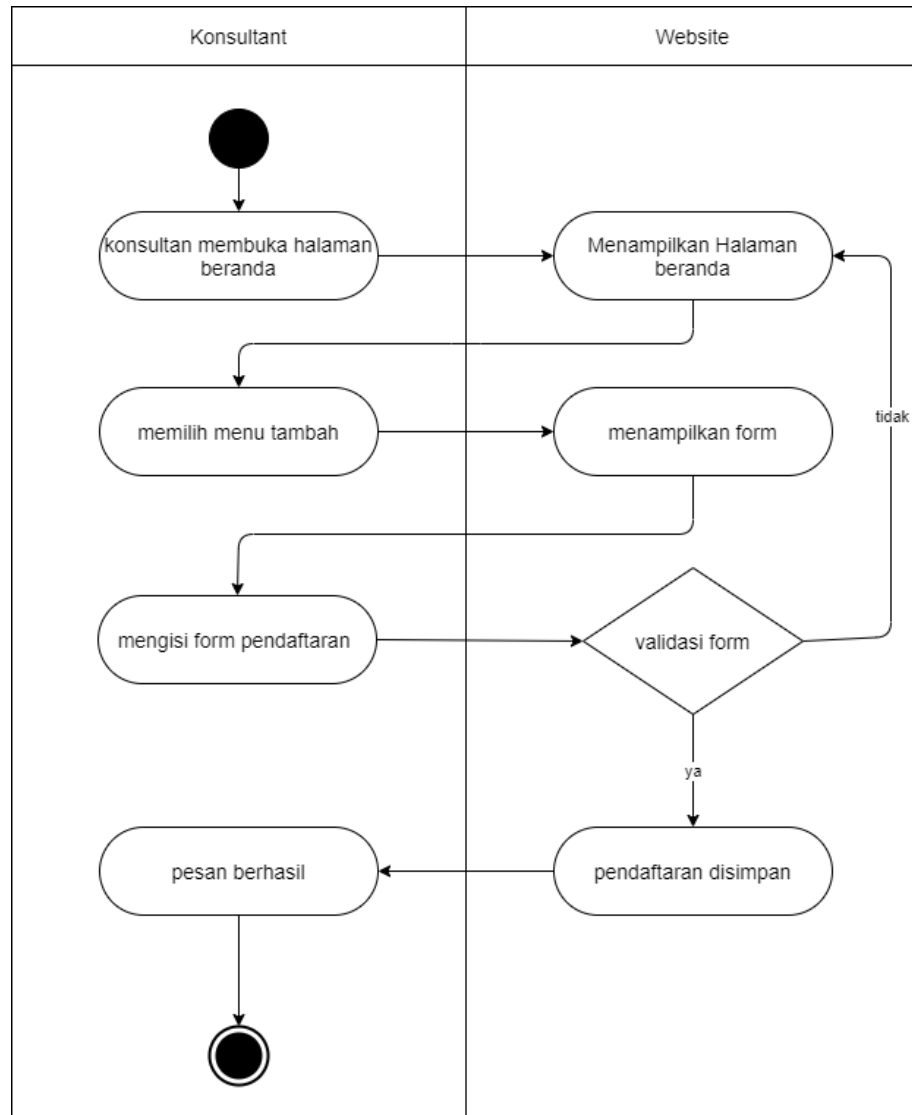 Konsultant
Website
konsultan membuka halaman
beranda
Menampilkan Halaman
beranda
memilih menu tambah
menampilkan form
tidak
mengisi form pendaftaran
validasi form
ya
pesan berhasil
pendaftaran disimpan